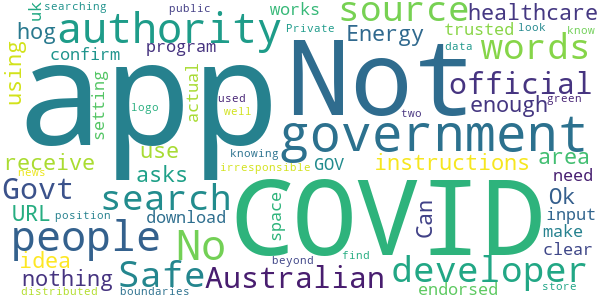 uk searching public works source healthcare
hog authority Energy trusted look words
using confirm program Private data know
app Not official
setting logo actual used well enough green
two government
receive use knowing irresponsible instructions area
news asks GOV need
Govt search COVID Ok
URL position download space Can input
people No find make
idea Safe beyond clear
nothing Australian developer store
distributed boundaries endorsed